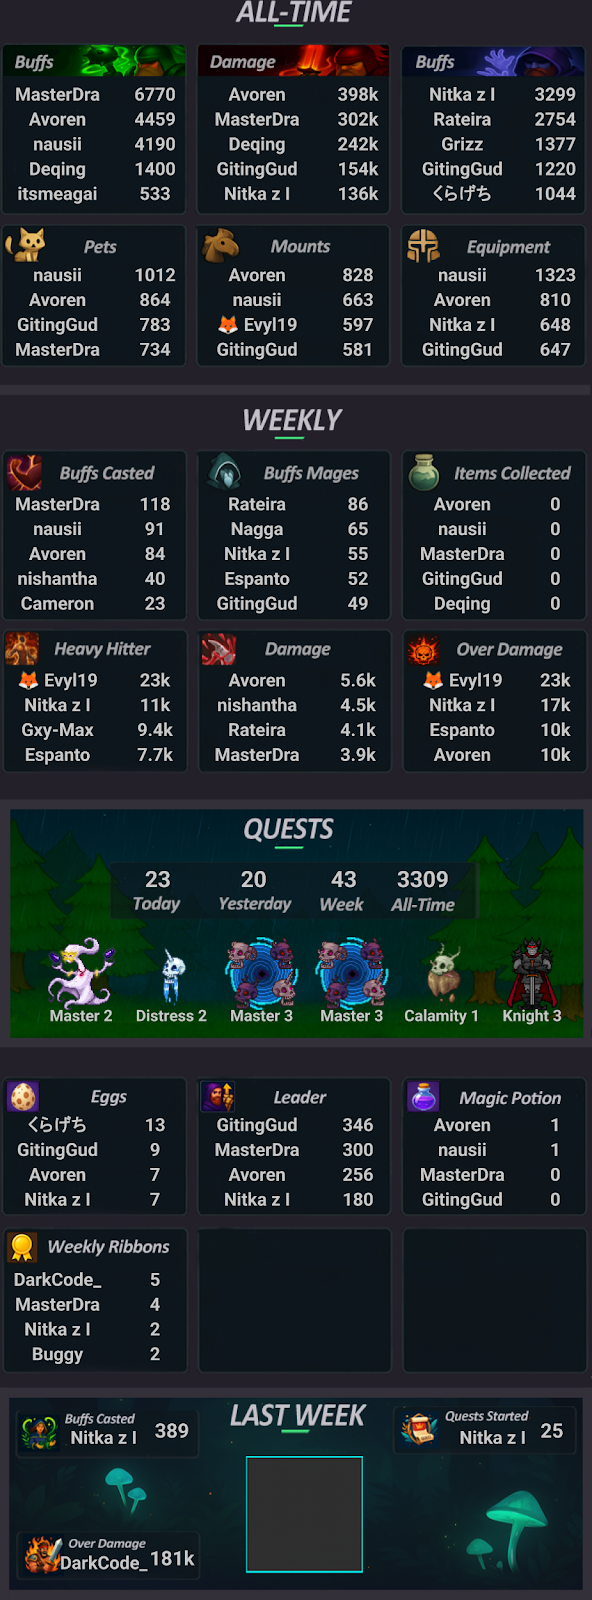 ALL-TIME
Buffs
MasterDra 6770
Avoren 4459
nausii 4190
Deqing 1400
itsmeagai 533
Damage
Avoren 398k
MasterDra 302k
Deqing 242k
GitingGud 154k
Nitka z l 136k
Buffs
Nitka z l 3299
Rateira 2754
Grizz 1377
GitingGud 1220
くらげち 1044
Pets
nausii 1012
Avoren 864
GitingGud 783
MasterDra 734
Mounts
Avoren 828
nausii 663
🦊 Evyl19 597
GitingGud 581
Equipment
nausii 1323
Avoren 810
Nitka z l 648
GitingGud 647
WEEKLY
Buffs Casted
MasterDra 118
nausii 91
Avoren 84
nishantha 40
Cameron 23
Buffs Mages
Rateira 86
Nagga 65
Nitka z l 55
Espanto 52
GitingGud 49
Items Collected
Avoren 0
nausii 0
MasterDra 0
GitingGud 0
Deqing 0
Heavy Hitter
🦊 Evyl19 23k
Nitka z l 11k
Gxy-Max 9.4k
Espanto 7.7k
Damage
Avoren 5.6k
nishantha 4.5k
Rateira 4.1k
MasterDra 3.9k
Over Damage
🦊 Evyl19 23k
Nitka z l 17k
Espanto 10k
Avoren 10k
QUESTS
23 20 43 3309
Today Yesterday Week All-Time
Master 2 Distress 2 Master 3 Master 3 Calamity 1 Knight 3
Eggs
くらげち 13
GitingGud 9
Avoren 7
Nitka z l 7
Leader
GitingGud 346
MasterDra 300
Avoren 256
Nitka z l 180
Magic Potion
Avoren 1
nausii 1
MasterDra 0
GitingGud 0
Weekly Ribbons
DarkCode_ 5
MasterDra 4
Nitka z l 2
Buggy 2
LAST WEEK
Buffs Casted
Nitka z l 389
Quests Started
Nitka z l 25
Over Damage
DarkCode_ 181k